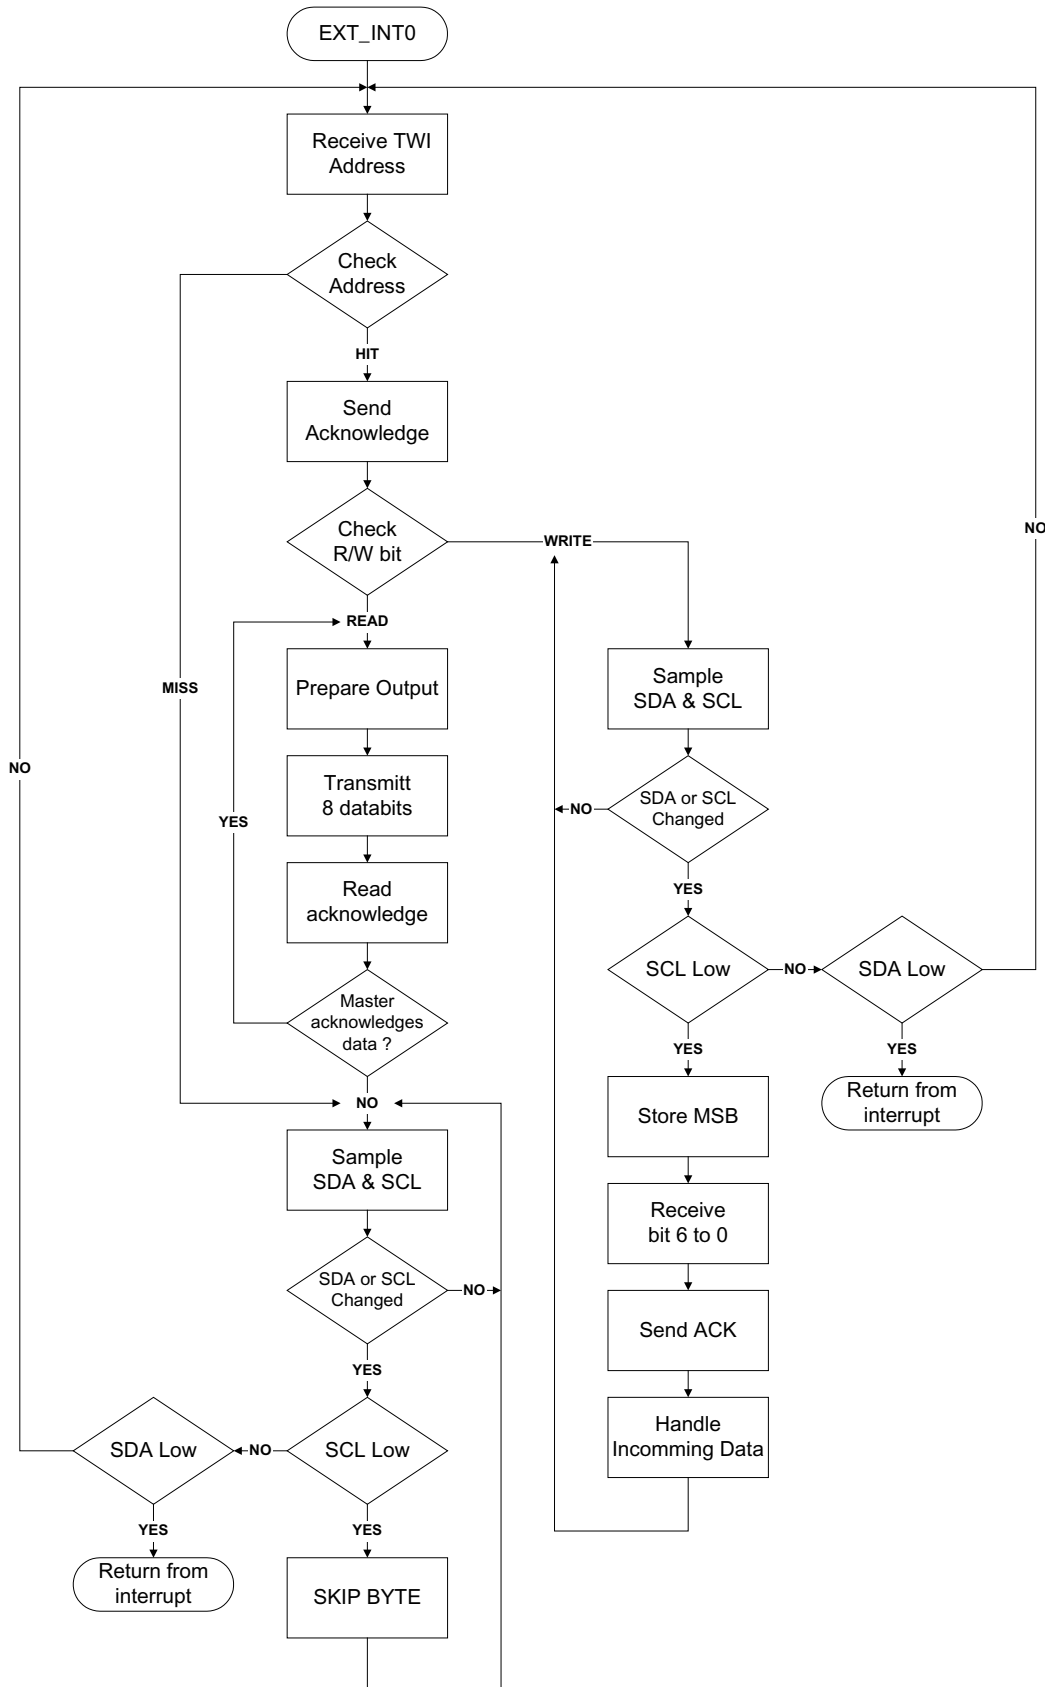 EXT_INT0
Receive TWI
Address
Check
Address
HIT
Send
Acknowledge
Check
R/W bit
WRITE
NO
READ
MISS
Prepare Output
Sample
SDA & SCL
NO
Transmitt
8 databits
YES
SDA or SCL
Changed
NO
Read
acknowledge
YES
Master
acknowledges
data ?
SCL Low
NO
SDA Low
YES
YES
NO
Store MSB
Return from
interrupt
Sample
SDA & SCL
Receive
bit 6 to 0
SDA or SCL
Changed
NO
Send ACK
YES
SDA Low
NO
SCL Low
Handle
Incomming Data
YES
YES
Return from
interrupt
SKIP BYTE